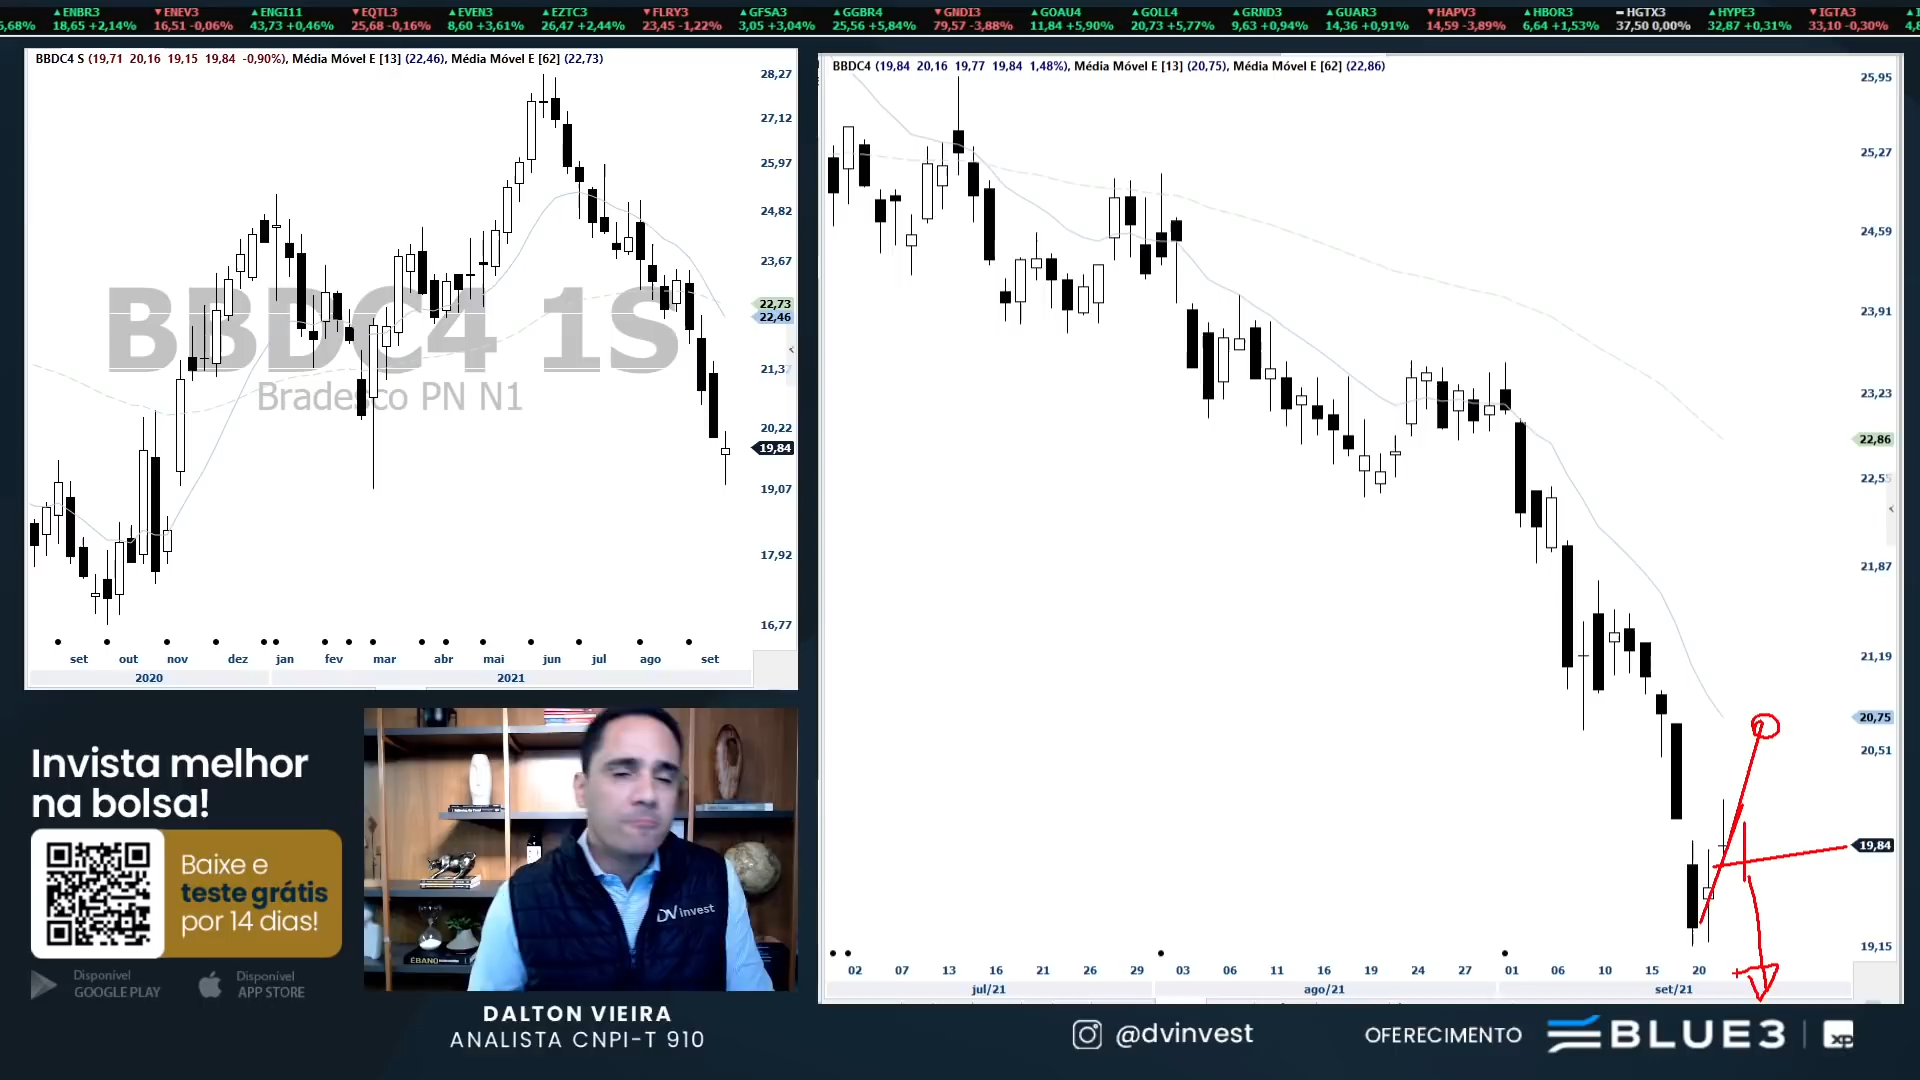 ▲ENBR3 ▼ENEV3 ▲ENGI11 ▼EQTL3 ▲EVEN3 ▲EZTC3 ▼FLRY3 ▲GFSA3 ▲GGBR4 ▼GNDI3 ▲GOAU4 ▲GOLL4 ▲GRND3 ▲GUAR3 ▼HAPV3 ▲HBOR3 ━HGTX3 ▲HYPE3 ▼IGTA3
5,68% 18,65 +2,14% 16,51 -0,06% 43,73 +0,46% 25,68 -0,16% 8,60 +3,61% 26,47 +2,44% 23,45 -1,22% 3,05 +3,04% 25,56 +5,84% 79,57 -3,88% 11,84 +5,90% 20,73 +5,77% 9,63 +0,94% 14,36 +0,91% 14,59 -3,89% 6,64 +1,53% 37,50 0,00% 32,87 +0,31% 33,10 -0,30%
BBDC4 S (19,71 20,16 19,15 19,84 -0,90%), Média Móvel E [13] (22,46), Média Móvel E [62] (22,73)
28,27
27,12
25,97
24,82
23,67
22,73
22,46
21,37
20,22
19,84
19,07
17,92
16,77
BBDC4 1S
Bradesco PN N1
set out nov dez jan fev mar abr mai jun jul ago set
2020 2021
BBDC4 (19,84 20,16 19,77 19,84 1,48%), Média Móvel E [13] (20,75), Média Móvel E [62] (22,86)
25,95
25,27
24,59
23,91
23,23
22,86
22,55
21,87
21,19
20,75
20,51
19,84
19,15
02 07 13 16 21 26 29 03 06 11 16 19 24 27 01 06 10 15 20
jul/21 ago/21 set/21
Invista melhor
na bolsa!
Baixe e
teste grátis
por 14 dias!
Disponível
GOOGLE PLAY
Disponível
APP STORE
ÉBANO
DV invest
DALTON VIEIRA
ANALISTA CNPI-T 910
@dvinvest
OFERECIMENTO
BLUE3
xp